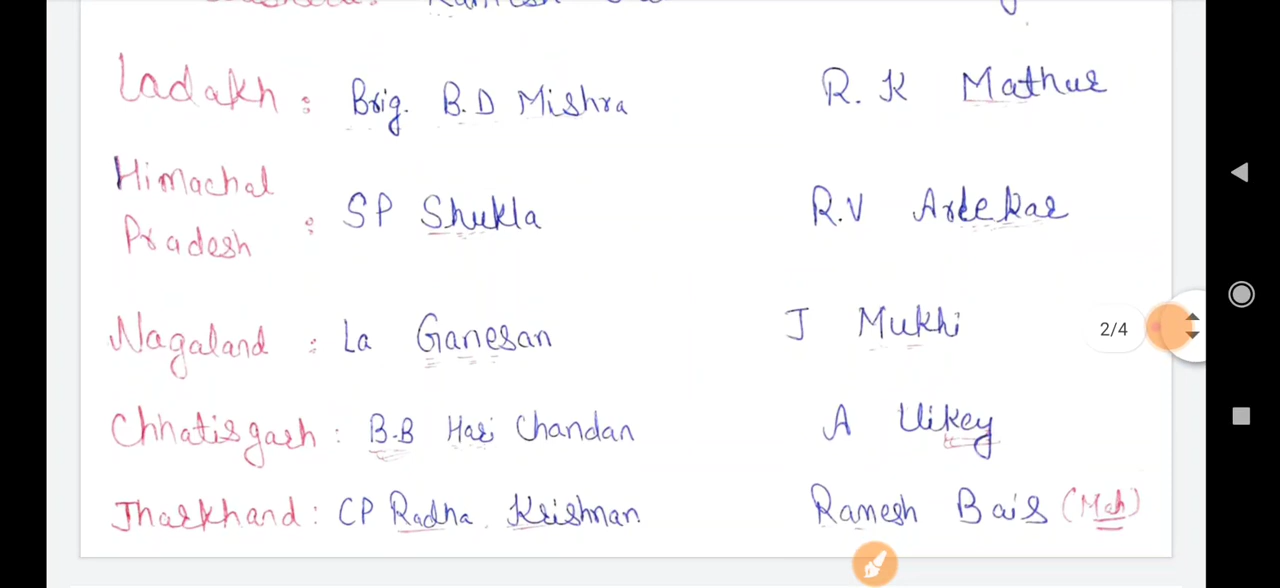 Ladakh : Brig. B.D Mishra R. K Mathur
Himachal
Pradesh : SP Shukla R.V Arlekar
Nagaland : La Ganesan J Mukhi
2/4
Chhatisgarh : B.B Hari Chandan A Uikey
Jharkhand : CP Radha Krishnan Ramesh Bais (Mah)